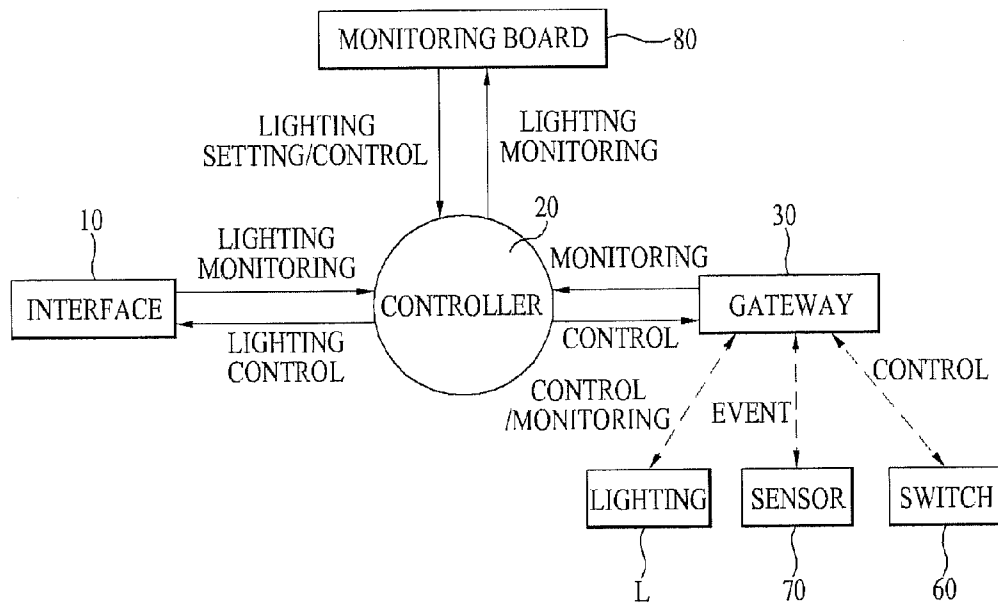 MONITORING BOARD
80
LIGHTING
SETTING/CONTROL
LIGHTING
MONITORING
10
20
30
LIGHTING
MONITORING
MONITORING
INTERFACE
CONTROLLER
GATEWAY
LIGHTING
CONTROL
CONTROL
CONTROL
/MONITORING
EVENT
CONTROL
LIGHTING
SENSOR
SWITCH
L
70
60